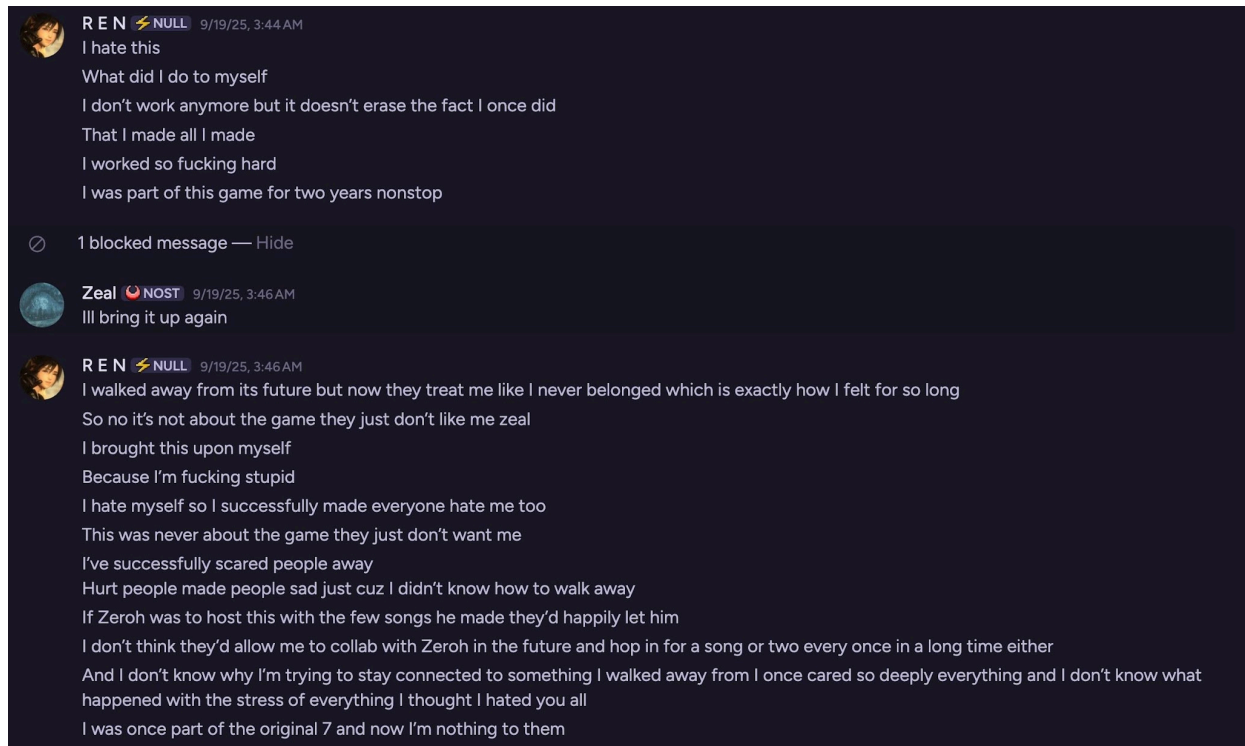 R E N ⚡NULL 9/19/25, 3:44 AM
I hate this
What did I do to myself
I don’t work anymore but it doesn’t erase the fact I once did
That I made all I made
I worked so fucking hard
I was part of this game for two years nonstop
1 blocked message — Hide
Zeal NOST 9/19/25, 3:46 AM
Ill bring it up again
R E N ⚡NULL 9/19/25, 3:46 AM
I walked away from its future but now they treat me like I never belonged which is exactly how I felt for so long
So no it’s not about the game they just don’t like me zeal
I brought this upon myself
Because I’m fucking stupid
I hate myself so I successfully made everyone hate me too
This was never about the game they just don’t want me
I’ve successfully scared people away
Hurt people made people sad just cuz I didn’t know how to walk away
If Zeroh was to host this with the few songs he made they’d happily let him
I don’t think they’d allow me to collab with Zeroh in the future and hop in for a song or two every once in a long time either
And I don’t know why I’m trying to stay connected to something I walked away from I once cared so deeply everything and I don’t know what
happened with the stress of everything I thought I hated you all
I was once part of the original 7 and now I’m nothing to them